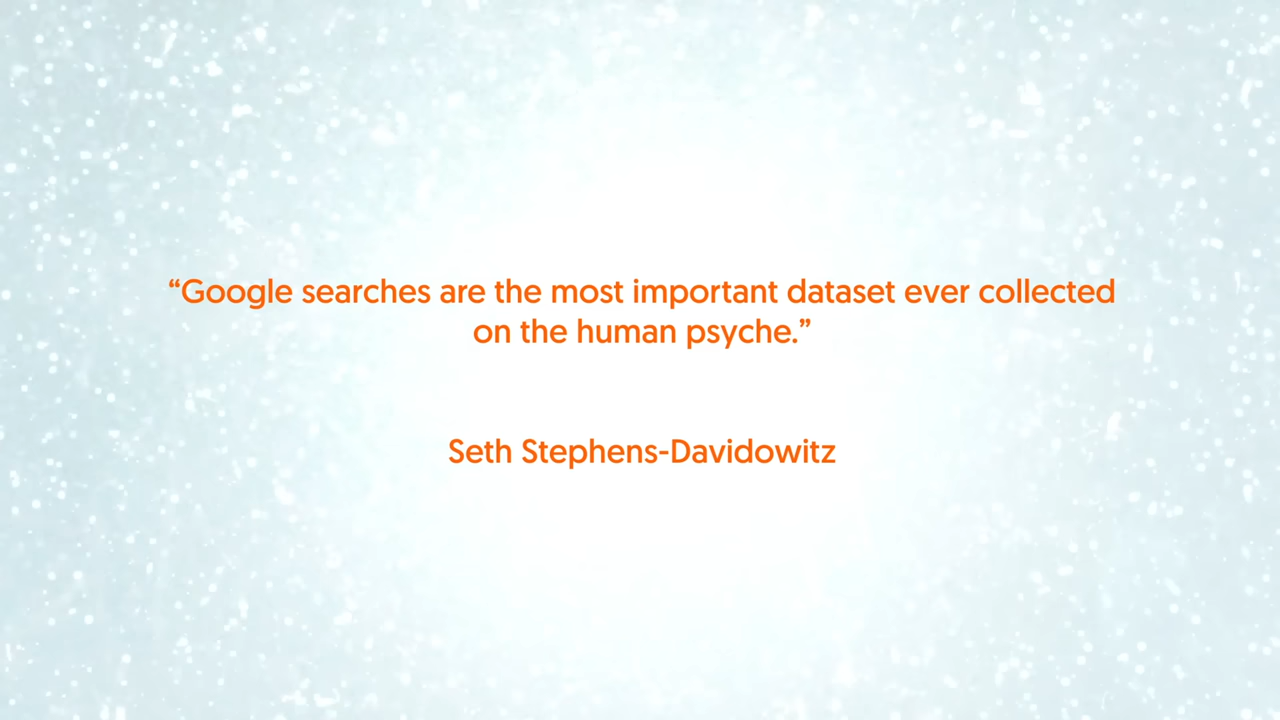 “Google searches are the most important dataset ever collected
on the human psyche.”
Seth Stephens-Davidowitz